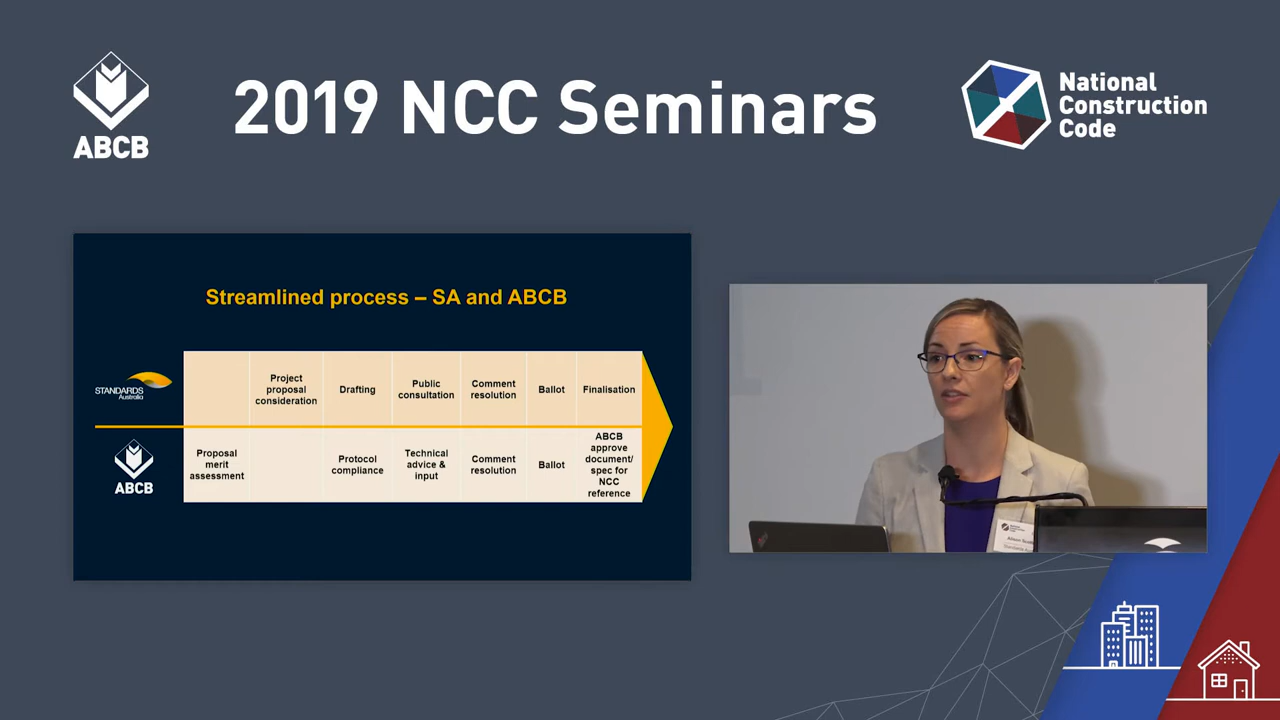 2019 NCC Seminars
ABCB
National
Construction
Code
Streamlined process – SA and ABCB
STANDARDS
Australia
Project
proposal
consideration
Drafting
Public
consultation
Comment
resolution
Ballot
Finalisation
ABCB
Proposal
merit
assessment
Protocol
compliance
Technical
advice &
input
Comment
resolution
Ballot
ABCB
approve
document/
spec for
NCC
reference
Alison